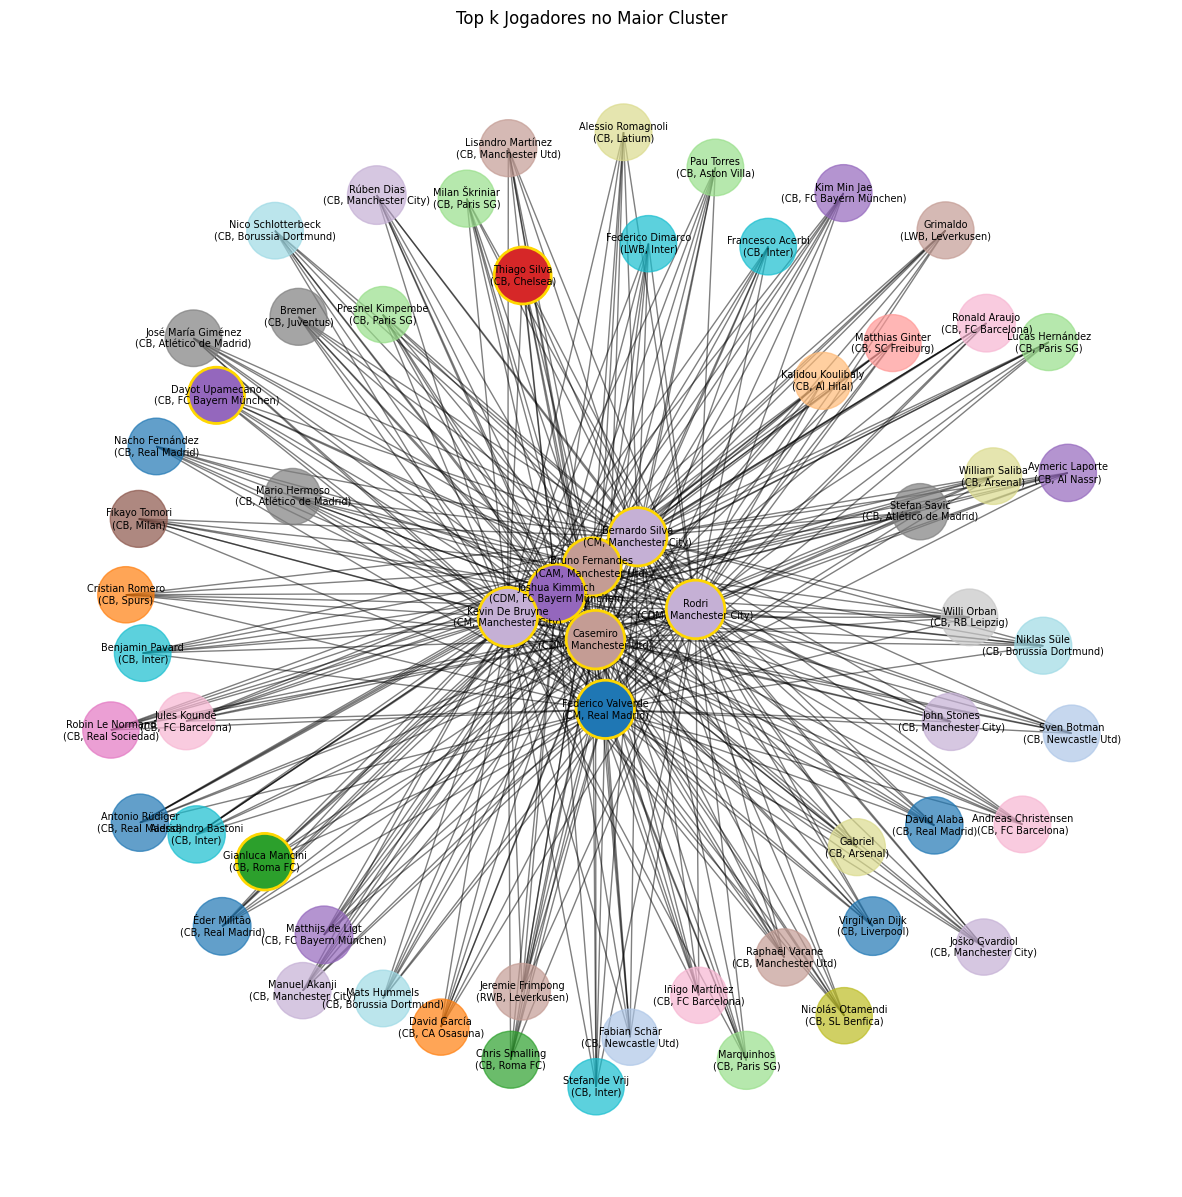 Top k Jogadores no Maior Cluster
Alessio Romagnoli
(CB, Latium)
Lisandro Martínez
(CB, Manchester Utd)
Pau Torres
(CB, Aston Villa)
Rúben Dias
(CB, Manchester City)
Milan Škriniar
(CB, Paris SG)
Kim Min Jae
(CB, FC Bayern München)
Nico Schlotterbeck
(CB, Borussia Dortmund)
Federico Dimarco
(LWB, Inter)
Francesco Acerbi
(CB, Inter)
Grimaldo
(LWB, Leverkusen)
Thiago Silva
(CB, Chelsea)
Bremer
(CB, Juventus)
Presnel Kimpembe
(CB, Paris SG)
Ronald Araujo
(CB, FC Barcelona)
José María Giménez
(CB, Atlético de Madrid)
Matthias Ginter
(CB, SC Freiburg)
Lucas Hernández
(CB, Paris SG)
Kalidou Koulibaly
(CB, Al Hilal)
Dayot Upamecano
(CB, FC Bayern München)
Nacho Fernández
(CB, Real Madrid)
William Saliba
(CB, Arsenal)
Aymeric Laporte
(CB, Al Nassr)
Mario Hermoso
(CB, Atlético de Madrid)
Stefan Savić
(CB, Atlético de Madrid)
Fikayo Tomori
(CB, Milan)
Bernardo Silva
(CM, Manchester City)
Bruno Fernandes
(CAM, Manchester Utd)
Joshua Kimmich
(CDM, FC Bayern München)
Cristian Romero
(CB, Spurs)
Kevin De Bruyne
(CM, Manchester City)
Rodri
(CDM, Manchester City)
Willi Orban
(CB, RB Leipzig)
Casemiro
(CDM, Manchester Utd)
Benjamin Pavard
(CB, Inter)
Niklas Süle
(CB, Borussia Dortmund)
Federico Valverde
(CM, Real Madrid)
Robin Le Normand
(CB, Real Sociedad)
Jules Koundé
(CB, FC Barcelona)
John Stones
(CB, Manchester City)
Sven Botman
(CB, Newcastle Utd)
Antonio Rüdiger
(CB, Real Madrid)
Alessandro Bastoni
(CB, Inter)
David Alaba
(CB, Real Madrid)
Andreas Christensen
(CB, FC Barcelona)
Gianluca Mancini
(CB, Roma FC)
Gabriel
(CB, Arsenal)
Éder Militão
(CB, Real Madrid)
Matthijs de Ligt
(CB, FC Bayern München)
Virgil van Dijk
(CB, Liverpool)
Raphaël Varane
(CB, Manchester Utd)
Joško Gvardiol
(CB, Manchester City)
Manuel Akanji
(CB, Manchester City)
Mats Hummels
(CB, Borussia Dortmund)
Jeremie Frimpong
(RWB, Leverkusen)
Iñigo Martínez
(CB, FC Barcelona)
Nicolás Otamendi
(CB, SL Benfica)
David García
(CB, CA Osasuna)
Fabian Schär
(CB, Newcastle Utd)
Chris Smalling
(CB, Roma FC)
Marquinhos
(CB, Paris SG)
Stefan de Vrij
(CB, Inter)